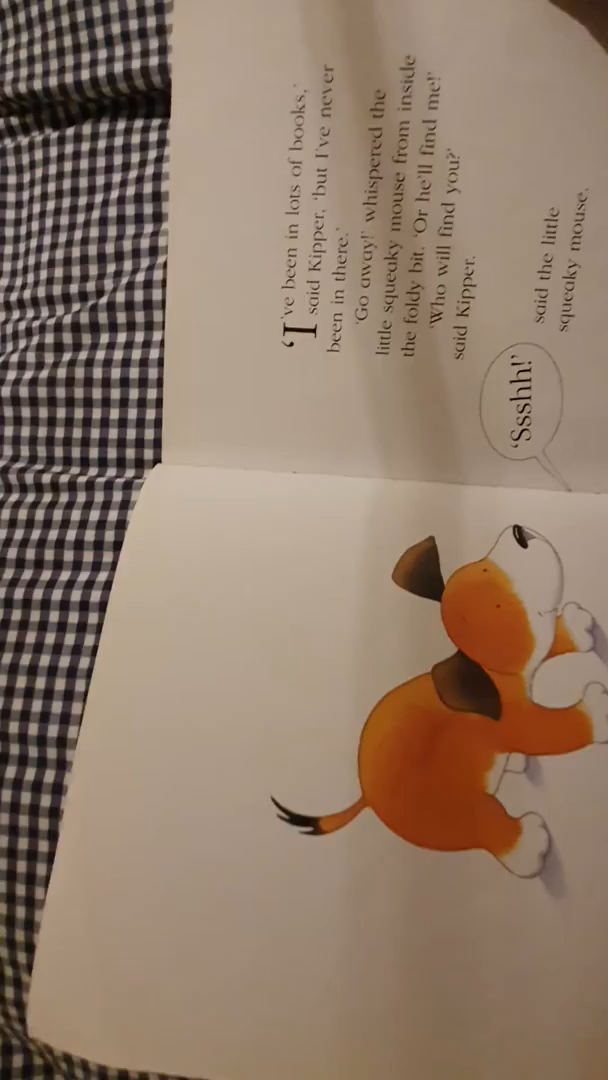 ‘I’ve been in lots of books,’
said Kipper, ‘but I’ve never
been in there.’
‘Go away!’ whispered the
little squeaky mouse from inside
the foldy bit. ‘Or he’ll find me!’
‘Who will find you?’
said Kipper.
‘Ssshh!’
said the little
squeaky mouse.